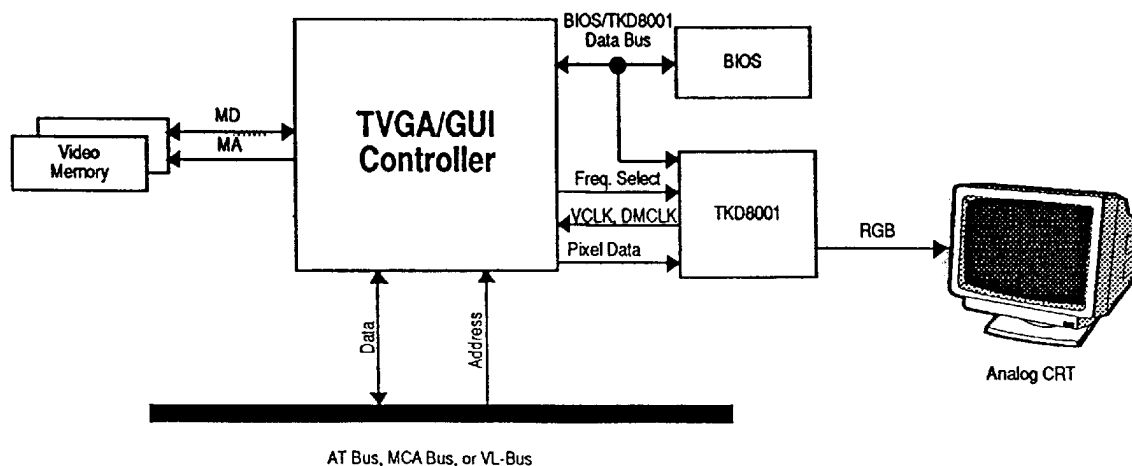 BIOS/TKD8001
Data Bus
BIOS
TVGA/GUI
Controller
MD
MA
Video
Memory
Freq. Select
VCLK, DMCLK
Pixel Data
TKD8001
RGB
Data
Address
Analog CRT
AT Bus, MCA Bus, or VL-Bus